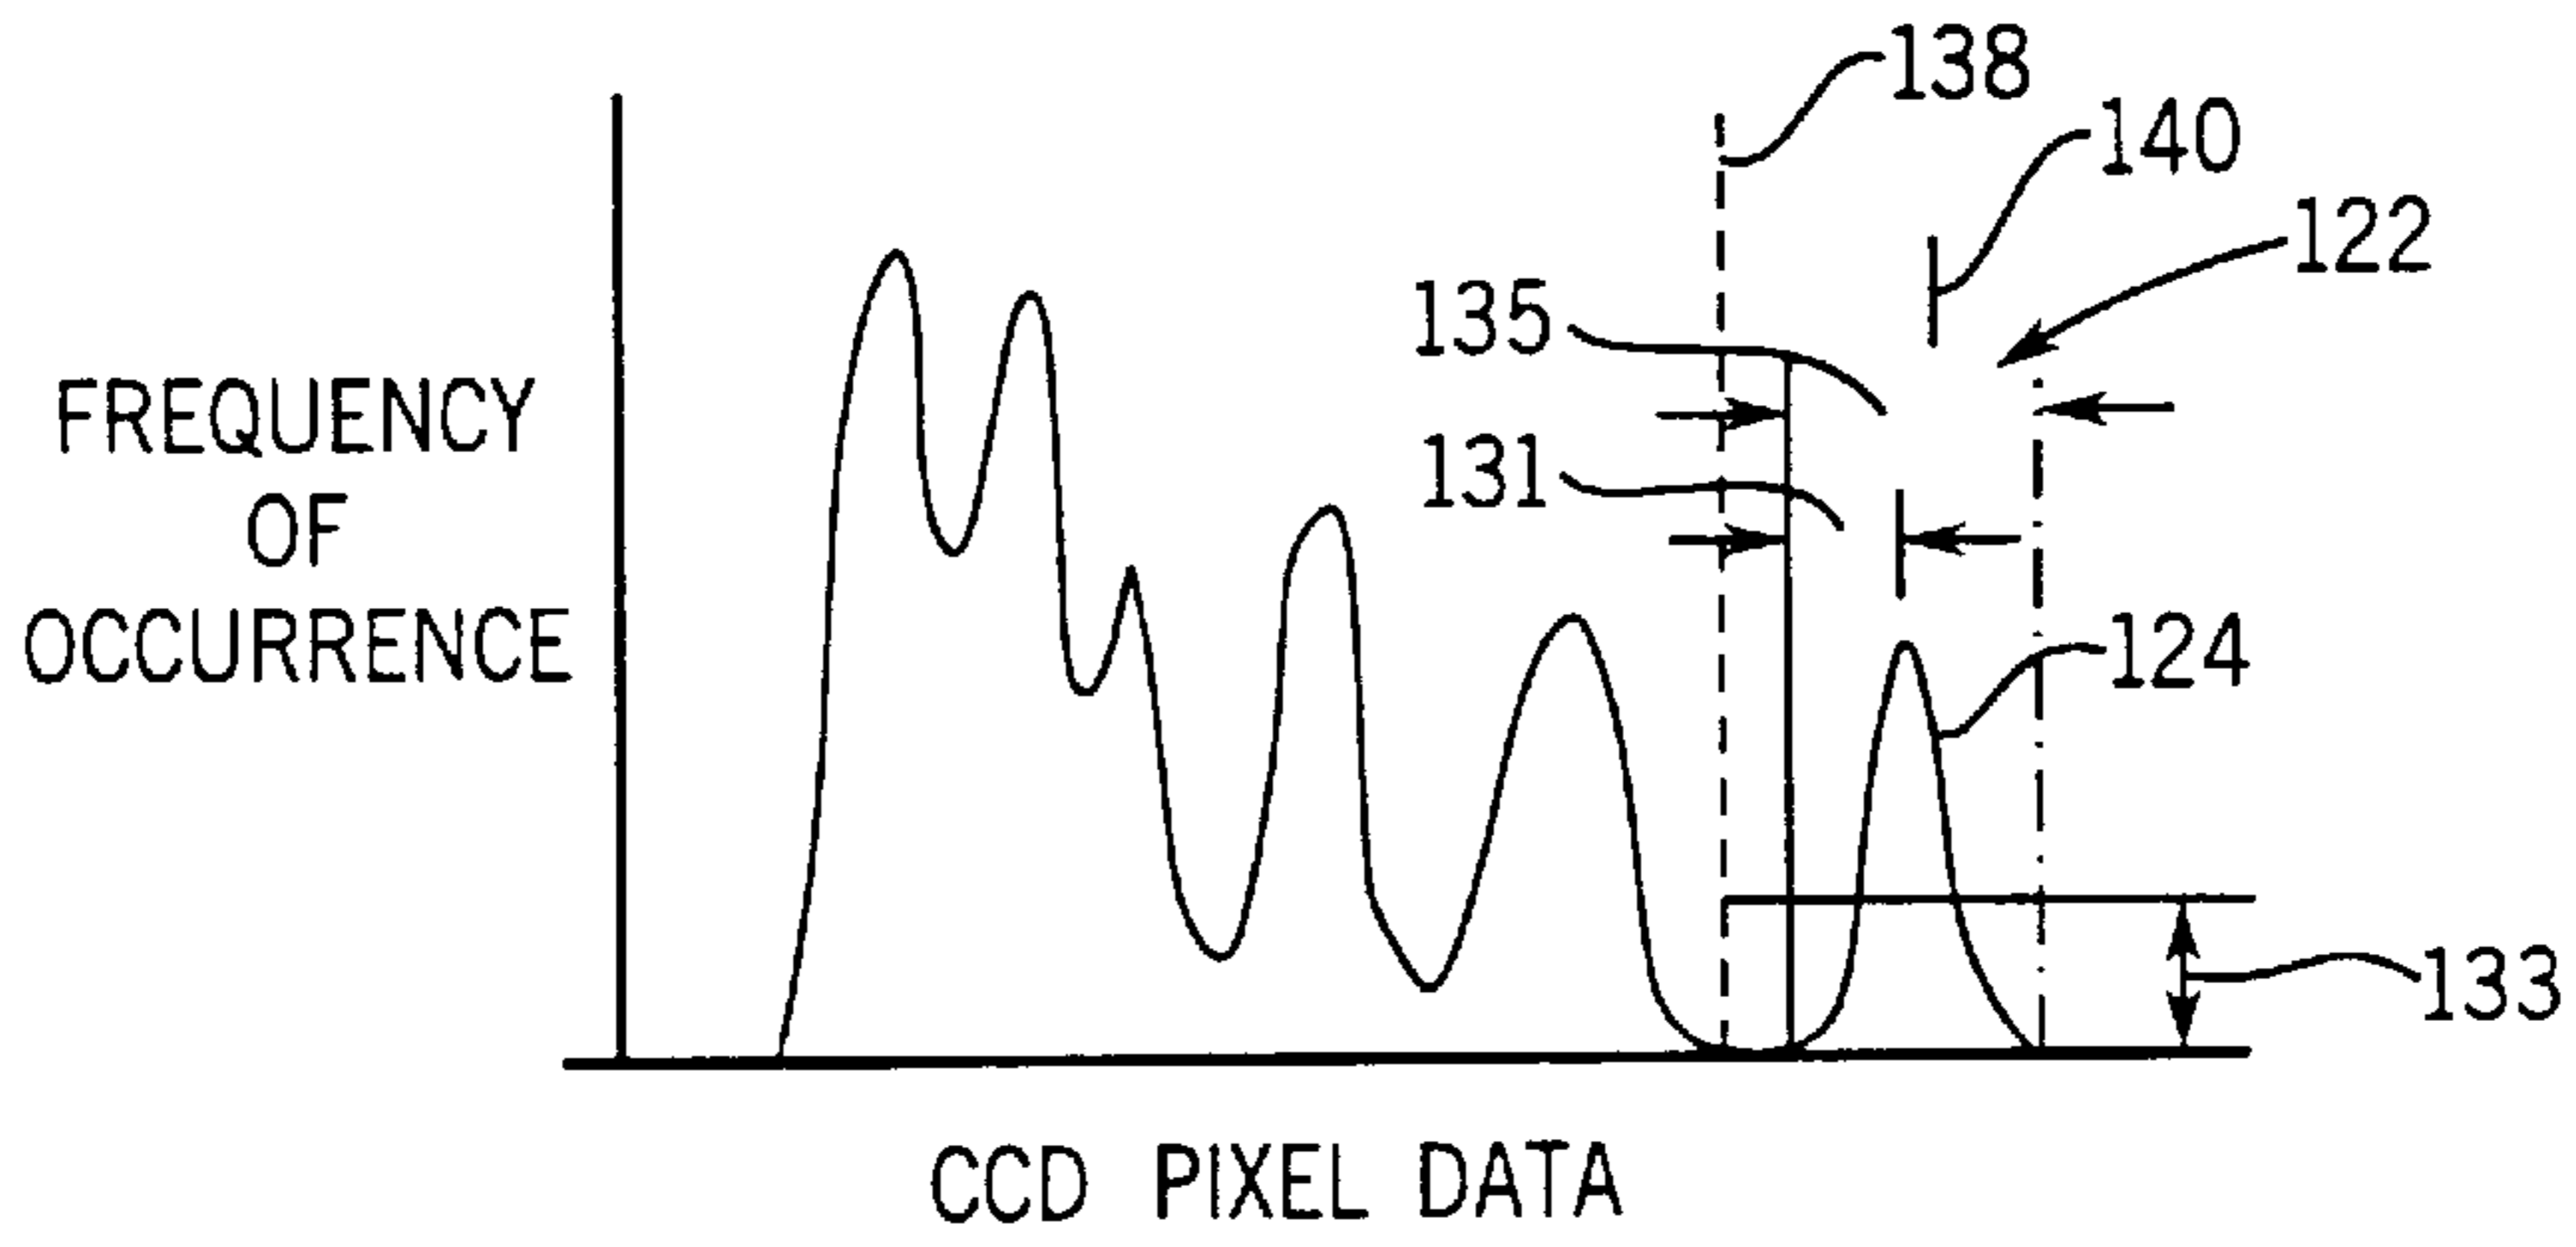 138
140
122
135
FREQUENCY
OF
OCCURRENCE
131
124
133
CCD PIXEL DATA